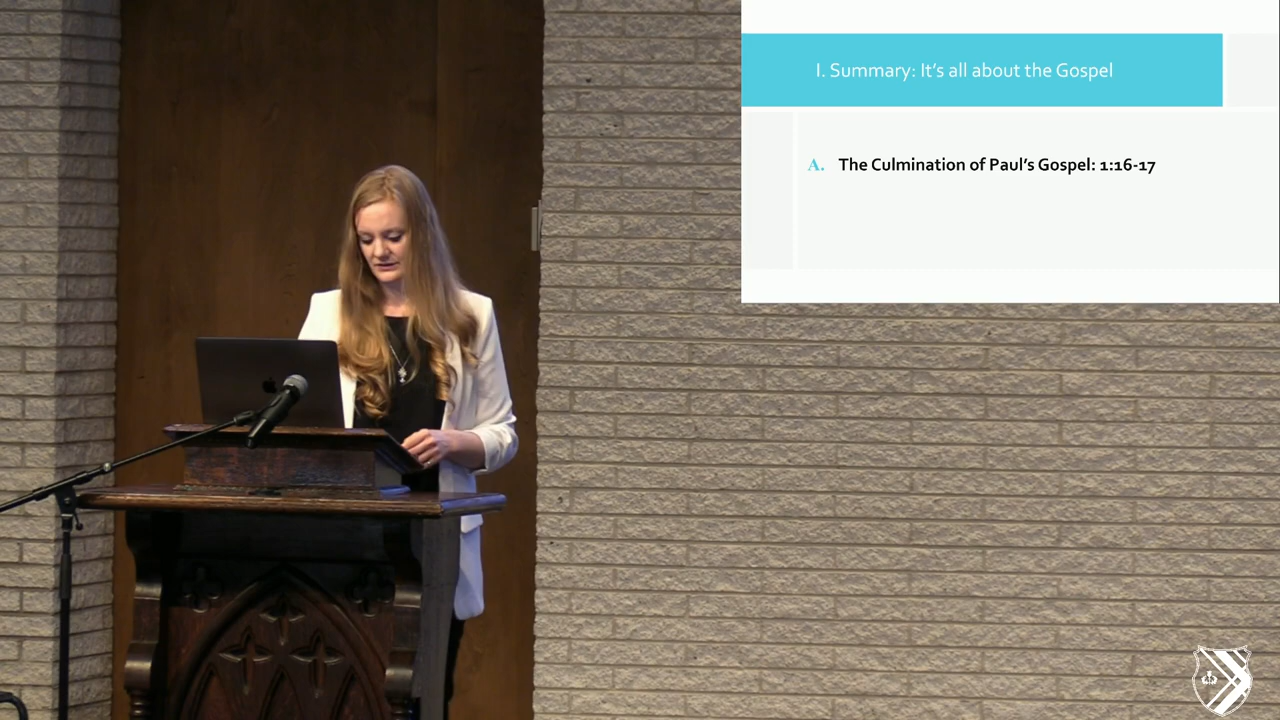 I. Summary: It's all about the Gospel
A. The Culmination of Paul's Gospel: 1:16-17